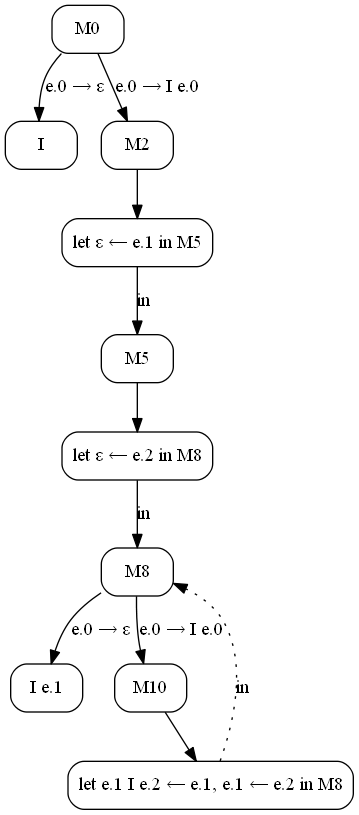 M0
e.0 → ε
e.0 → I e.0
I
M2
let ε ← e.1 in M5
in
M5
let ε ← e.2 in M8
in
M8
e.0 → ε
e.0 → I e.0
I e.1
M10
in
let e.1 I e.2 ← e.1, e.1 ← e.2 in M8